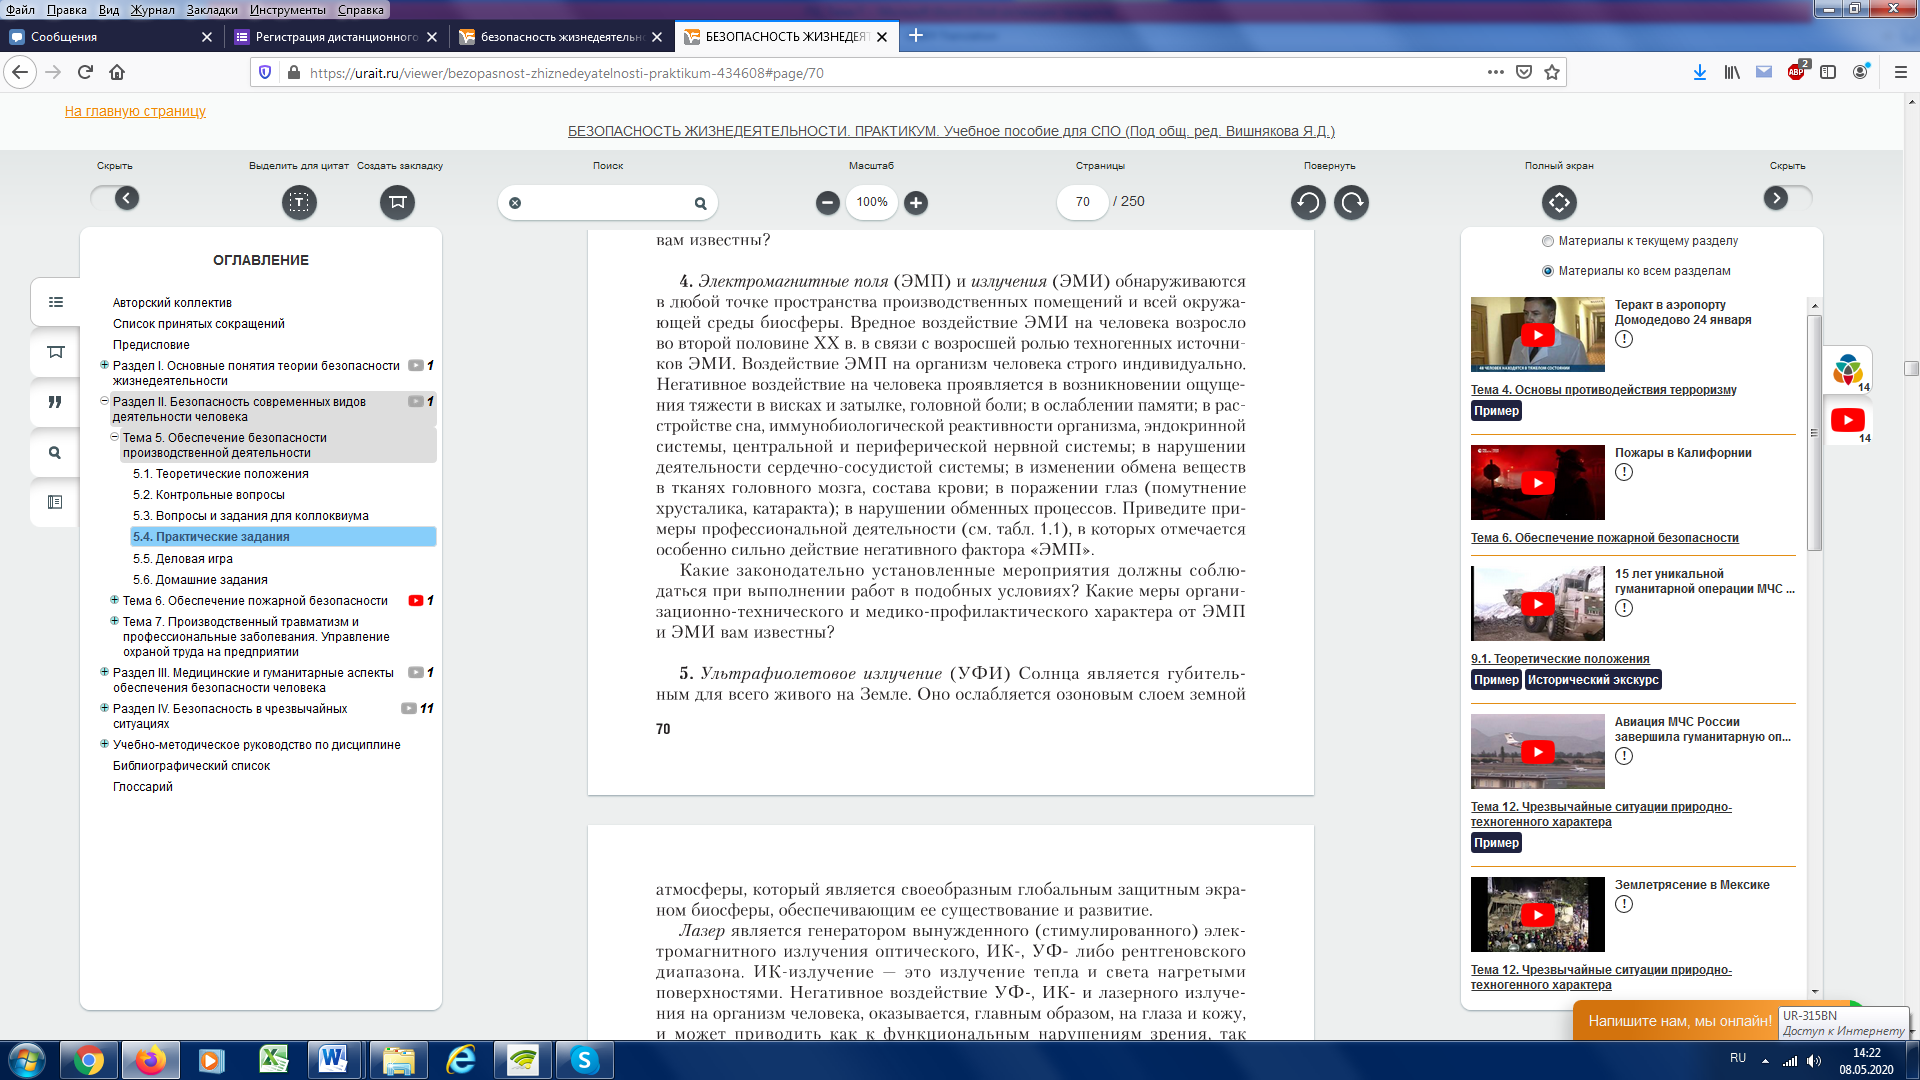 Файл Правка Вид Журнал Закладки Инструменты Справка
Сообщения
Регистрация дистанционного
безопасность жизнедеятельн
БЕЗОПАСНОСТЬ ЖИЗНЕДЕЯТ
https://urait.ru/viewer/bezopasnost-zhiznedeyatelnosti-praktikum-434608#page/70
ABP
2
На главную страницу
БЕЗОПАСНОСТЬ ЖИЗНЕДЕЯТЕЛЬНОСТИ. ПРАКТИКУМ. Учебное пособие для СПО (Под общ. ред. Вишнякова Я.Д.)
Скрыть
Выделить для цитат
Создать закладку
Поиск
Масштаб
Страницы
Повернуть
Полный экран
Скрыть
T
100%
70 / 250
ОГЛАВЛЕНИЕ
Авторский коллектив
Список принятых сокращений
Предисловие
Раздел I. Основные понятия теории безопасности 1
жизнедеятельности
Раздел II. Безопасность современных видов 1
деятельности человека
Тема 5. Обеспечение безопасности
производственной деятельности
5.1. Теоретические положения
5.2. Контрольные вопросы
5.3. Вопросы и задания для коллоквиума
5.4. Практические задания
5.5. Деловая игра
5.6. Домашние задания
Тема 6. Обеспечение пожарной безопасности 1
Тема 7. Производственный травматизм и
профессиональные заболевания. Управление
охраной труда на предприятии
Раздел III. Медицинские и гуманитарные аспекты 1
обеспечения безопасности человека
Раздел IV. Безопасность в чрезвычайных 11
ситуациях
Учебно-методическое руководство по дисциплине
Библиографический список
Глоссарий
вам известны?
4. Электромагнитные поля (ЭМП) и излучения (ЭМИ) обнаруживаются
в любой точке пространства производственных помещений и всей окружа-
ющей среды биосферы. Вредное воздействие ЭМИ на человека возросло
во второй половине XX в. в связи с возросшей ролью техногенных источни-
ков ЭМИ. Воздействие ЭМП на организм человека строго индивидуально.
Негативное воздействие на человека проявляется в возникновении ощуще-
ния тяжести в висках и затылке, головной боли; в ослаблении памяти; в рас-
стройстве сна, иммунобиологической реактивности организма, эндокринной
системы, центральной и периферической нервной системы; в нарушении
деятельности сердечно-сосудистой системы; в изменении обмена веществ
в тканях головного мозга, состава крови; в поражении глаз (помутнение
хрусталика, катаракта); в нарушении обменных процессов. Приведите при-
меры профессиональной деятельности (см. табл. 1.1), в которых отмечается
особенно сильно действие негативного фактора «ЭМП».
Какие законодательно установленные мероприятия должны соблю-
даться при выполнении работ в подобных условиях? Какие меры органи-
зационно-технического и медико-профилактического характера от ЭМП
и ЭМИ вам известны?
5. Ультрафиолетовое излучение (УФИ) Солнца является губитель-
ным для всего живого на Земле. Оно ослабляется озоновым слоем земной
70
атмосферы, который является своеобразным глобальным защитным экра-
ном биосферы, обеспечивающим ее существование и развитие.
Лазер является генератором вынужденного (стимулированного) элек-
тромагнитного излучения оптического, ИК-, УФ- либо рентгеновского
диапазона. ИК-излучение — это излучение тепла и света нагретыми
поверхностями. Негативное воздействие УФ-, ИК- и лазерного излуче-
ния на организм человека, оказывается, главным образом, на глаза и кожу,
и может приводить как к функциональным нарушениям зрения, так
Материалы к текущему разделу
Материалы ко всем разделам
Теракт в аэропорту
Домодедово 24 января
Тема 4. Основы противодействия терроризму
Пример
Пожары в Калифорнии
Тема 6. Обеспечение пожарной безопасности
15 лет уникальной
гуманитарной операции МЧС ...
9.1. Теоретические положения
Пример Исторический экскурс
Авиация МЧС России
завершила гуманитарную оп...
Тема 12. Чрезвычайные ситуации природно-
техногенного характера
Пример
Землетрясение в Мексике
Тема 12. Чрезвычайные ситуации природно-
техногенного характера
14
14
Напишите нам, мы онлайн!
UR-315BN
Доступ к Интернету
RU
14:22
08.05.2020